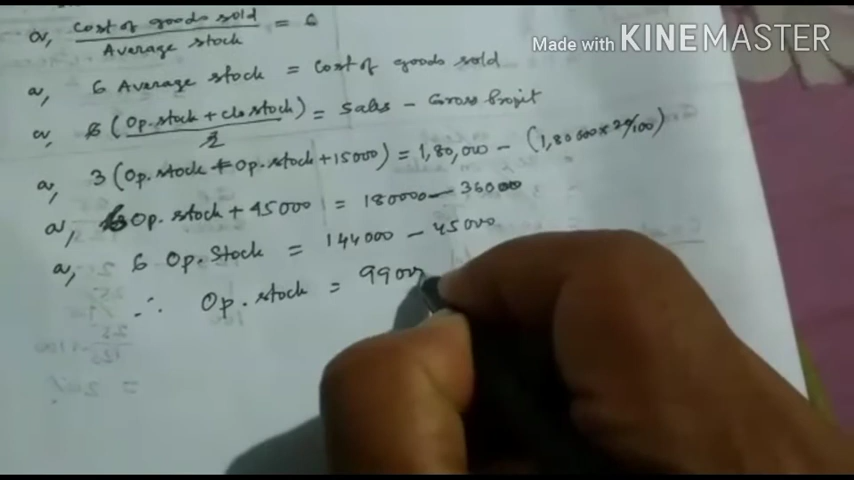 Made with KINEMASTER
or, Cost of goods sold / Average stock = 6
or, 6 Average stock = Cost of goods sold
or, 6 (Op. stock + Clo stock / 2) = Sales - Gross Profit
or, 3 (Op. stock + Op. stock + 15000) = 1,80,000 - (1,80000 x 20/100)
or, 6 Op. stock + 45000 = 180000 - 36000
or, 6 Op. Stock = 144000 - 45000
∴ Op. stock = 9900